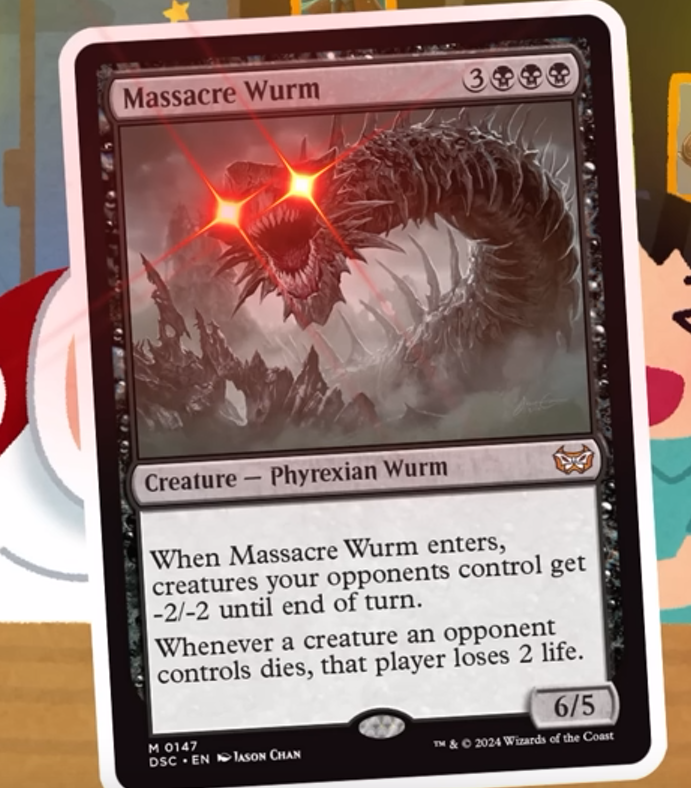 Massacre Wurm 3
Creature — Phyrexian Wurm
When Massacre Wurm enters,
creatures your opponents control get
-2/-2 until end of turn.
Whenever a creature an opponent
controls dies, that player loses 2 life.
6/5
M 0147
DSC • EN Jason Chan
™ & © 2024 Wizards of the Coast